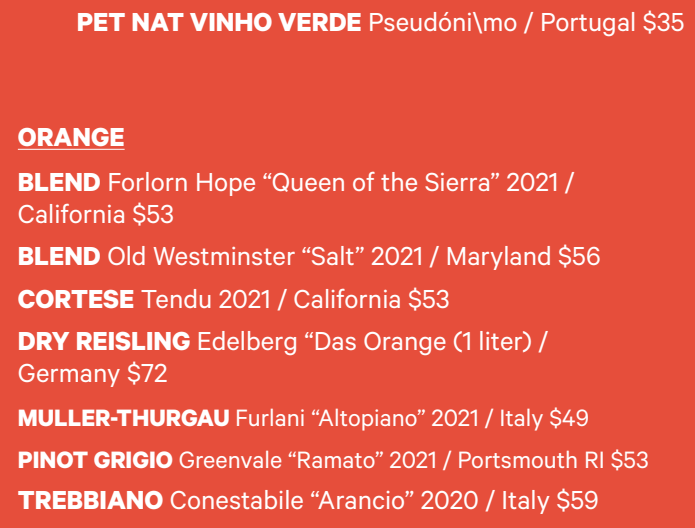 PET NAT VINHO VERDE Pseudóni\mo / Portugal $35
ORANGE
BLEND Forlorn Hope “Queen of the Sierra” 2021 /
California $53
BLEND Old Westminster “Salt” 2021 / Maryland $56
CORTESE Tendu 2021 / California $53
DRY REISLING Edelberg “Das Orange (1 liter) /
Germany $72
MULLER-THURGAU Furlani “Altopiano” 2021 / Italy $49
PINOT GRIGIO Greenvale “Ramato” 2021 / Portsmouth RI $53
TREBBIANO Conestabile “Arancio” 2020 / Italy $59